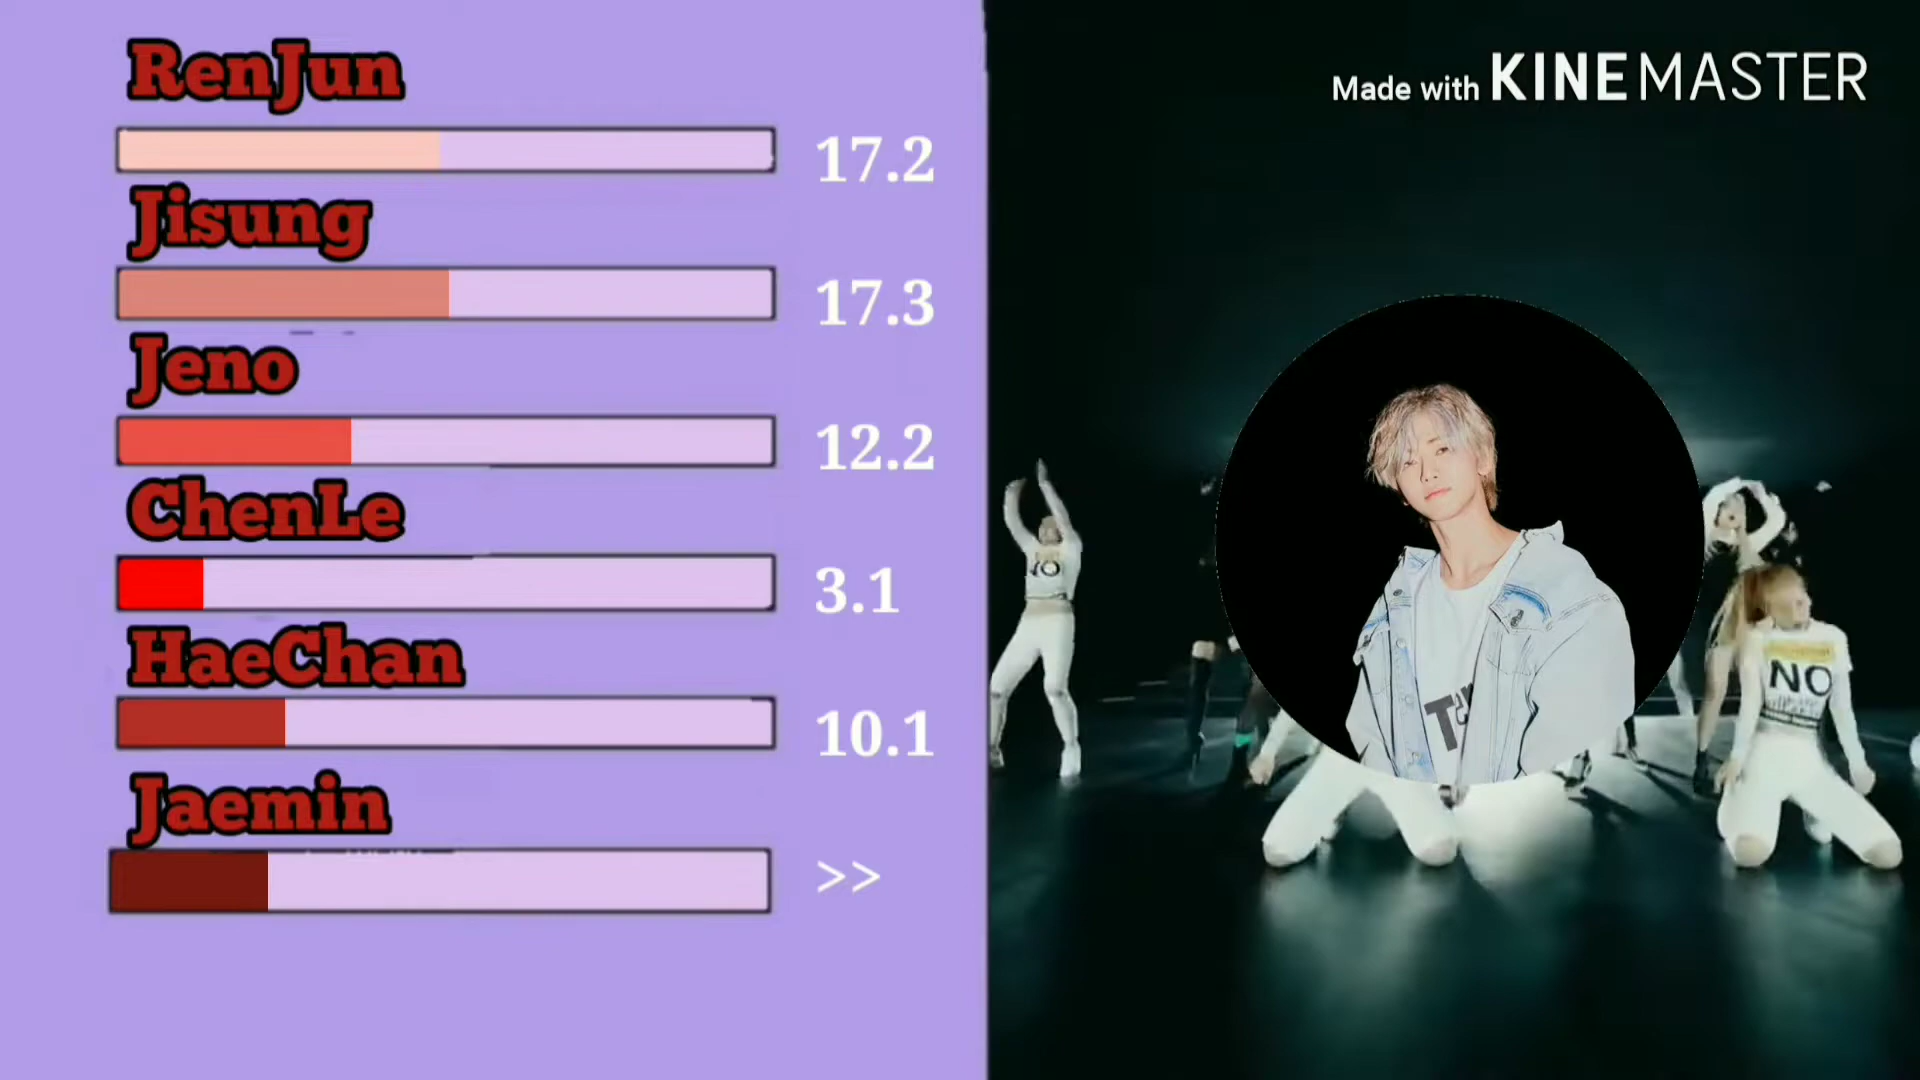 RenJun
17.2
Jisung
17.3
Jeno
12.2
ChenLe
3.1
HaeChan
10.1
Jaemin
>>
Made with KINEMASTER
NO